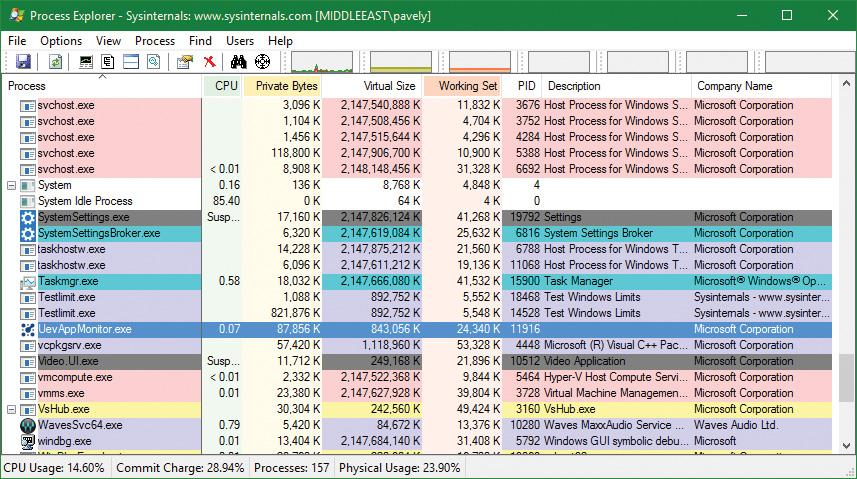 Process Explorer - Sysinternals: www.sysinternals.com [MIDDLEEAST\pavely]
File Options View Process Find Users Help
Process CPU Private Bytes Virtual Size Working Set PID Description Company Name
svchost.exe 3,096 K 2,147,540,888 K 11,832 K 3676 Host Process for Windows S... Microsoft Corporation
svchost.exe 1,104 K 2,147,508,456 K 4,704 K 3752 Host Process for Windows S... Microsoft Corporation
svchost.exe 1,456 K 2,147,515,644 K 4,296 K 4284 Host Process for Windows S... Microsoft Corporation
svchost.exe 118,800 K 2,147,906,700 K 10,900 K 5388 Host Process for Windows S... Microsoft Corporation
svchost.exe < 0.01 8,908 K 2,148,148,456 K 31,328 K 6692 Host Process for Windows S... Microsoft Corporation
System 0.16 136 K 8,768 K 4,848 K 4
System Idle Process 85.40 0 K 64 K 4 K 0
SystemSettings.exe Susp... 17,160 K 2,147,826,124 K 41,268 K 19792 Settings Microsoft Corporation
SystemSettingsBroker.exe 6,320 K 2,147,619,084 K 25,632 K 6816 System Settings Broker Microsoft Corporation
taskhostw.exe 14,228 K 2,147,875,212 K 21,560 K 6788 Host Process for Windows T... Microsoft Corporation
taskhostw.exe 6,096 K 2,147,611,212 K 19,136 K 11068 Host Process for Windows T... Microsoft Corporation
Taskmgr.exe 0.58 18,032 K 2,147,666,080 K 41,532 K 15900 Task Manager Microsoft® Windows® Op...
Testlimit.exe 1,088 K 892,752 K 5,552 K 18468 Test Windows Limits Sysinternals - www.sysinter...
Testlimit.exe 821,876 K 892,752 K 5,548 K 14528 Test Windows Limits Sysinternals - www.sysinter...
UevAppMonitor.exe 0.07 87,856 K 843,056 K 24,340 K 11916 Microsoft Corporation
vcpkgsrv.exe 57,420 K 1,118,960 K 53,328 K 4448 Microsoft (R) Visual C++ Pac... Microsoft Corporation
Video.UI.exe Susp... 11,712 K 249,168 K 21,896 K 10512 Video Application Microsoft Corporation
vmcompute.exe < 0.01 2,332 K 2,147,522,368 K 9,844 K 5464 Hyper-V Host Compute Servi... Microsoft Corporation
vmms.exe 0.01 23,380 K 2,147,627,928 K 39,804 K 3728 Virtual Machine Managemen... Microsoft Corporation
VsHub.exe 30,304 K 242,560 K 49,424 K 3160 VsHub.exe Microsoft Corporation
WavesSvc64.exe 0.79 5,420 K 84,672 K 13,376 K 10280 Waves MaxxAudio Service ... Waves Audio Ltd.
windbg.exe 0.01 13,404 K 2,147,684,140 K 31,408 K 5792 Windows GUI symbolic debu... Microsoft
CPU Usage: 14.60% Commit Charge: 28.94% Processes: 157 Physical Usage: 23.90%